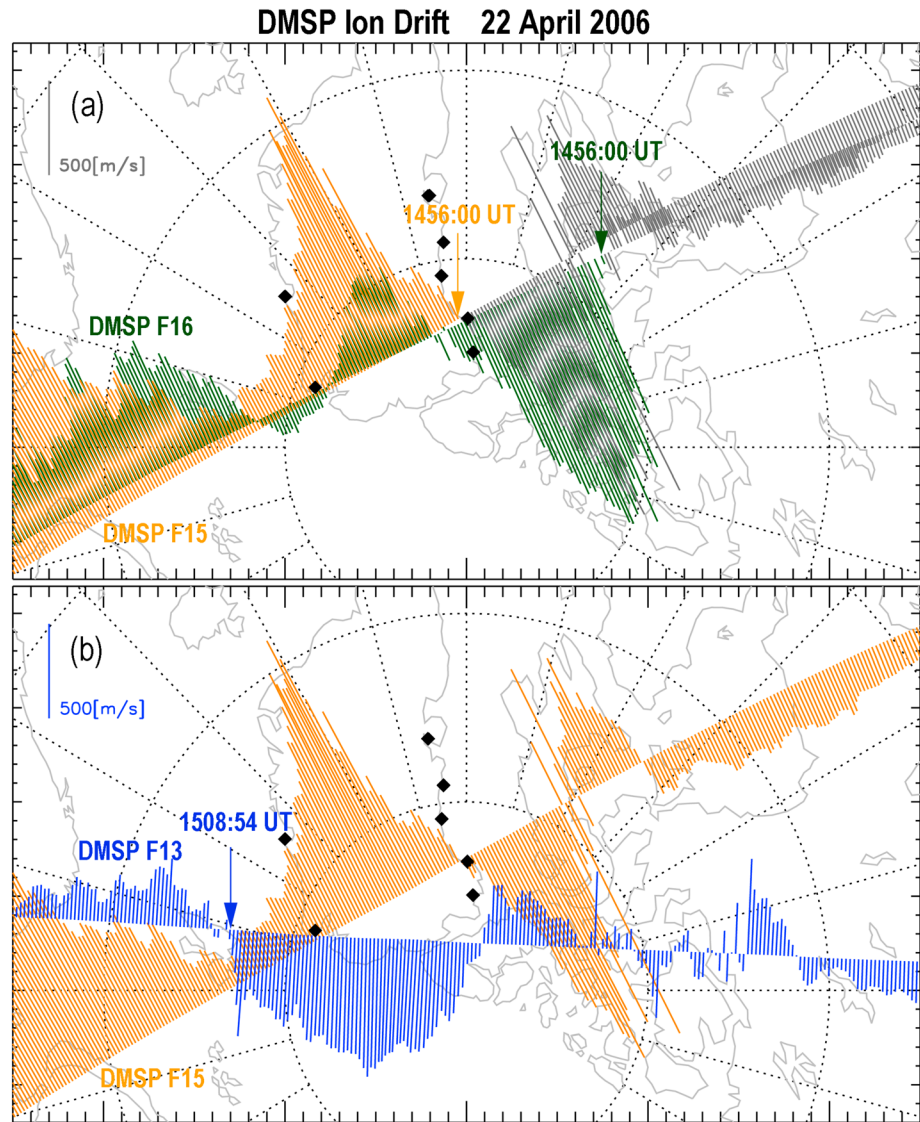 DMSP Ion Drift 22 April 2006
(a)
500[m/s]
1456:00 UT
1456:00 UT
DMSP F16
DMSP F15
(b)
500[m/s]
1508:54 UT
DMSP F13
DMSP F15